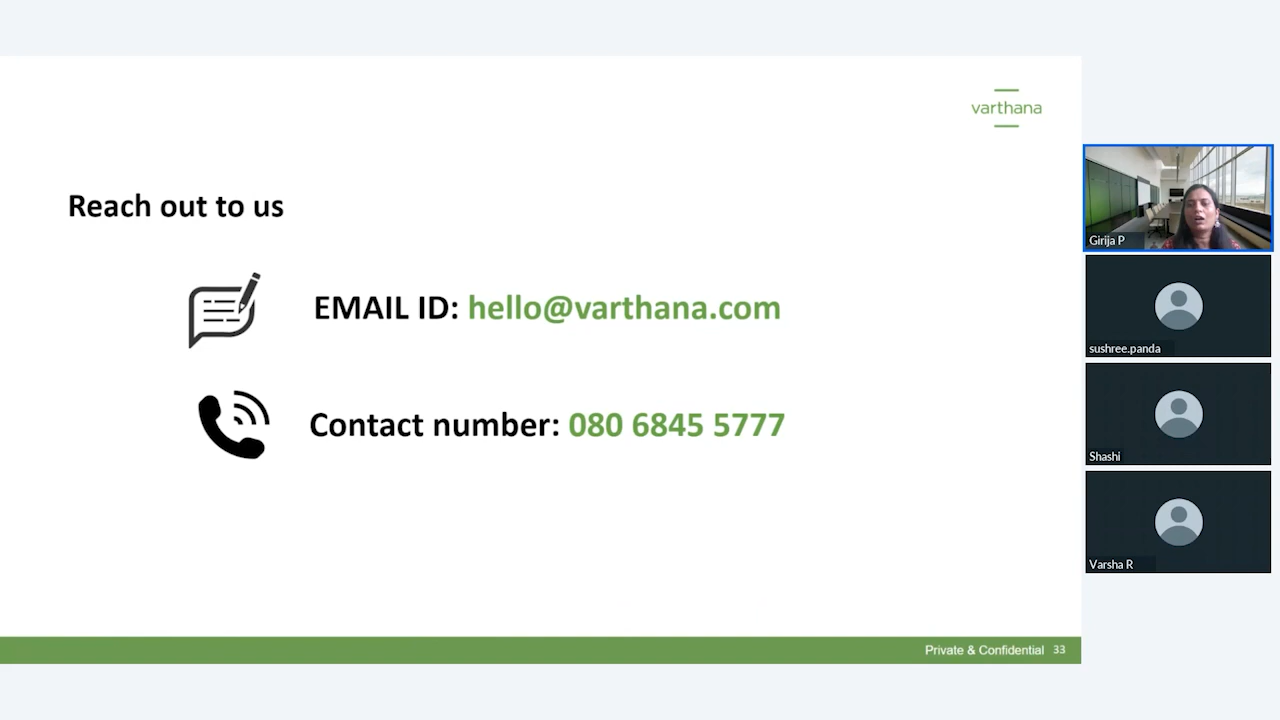 varthana
Reach out to us
EMAIL ID: hello@varthana.com
Contact number: 080 6845 5777
Private & Confidential 33
Girija P
sushree.panda
Shashi
Varsha R